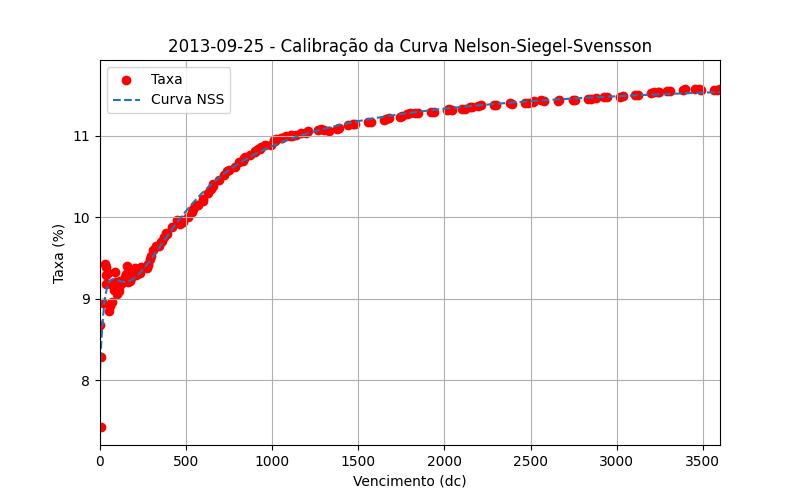 2013-09-25 - Calibração da Curva Nelson-Siegel-Svensson
Taxa
Curva NSS
Taxa (%)
11
10
9
8
0 500 1000 1500 2000 2500 3000 3500
Vencimento (dc)